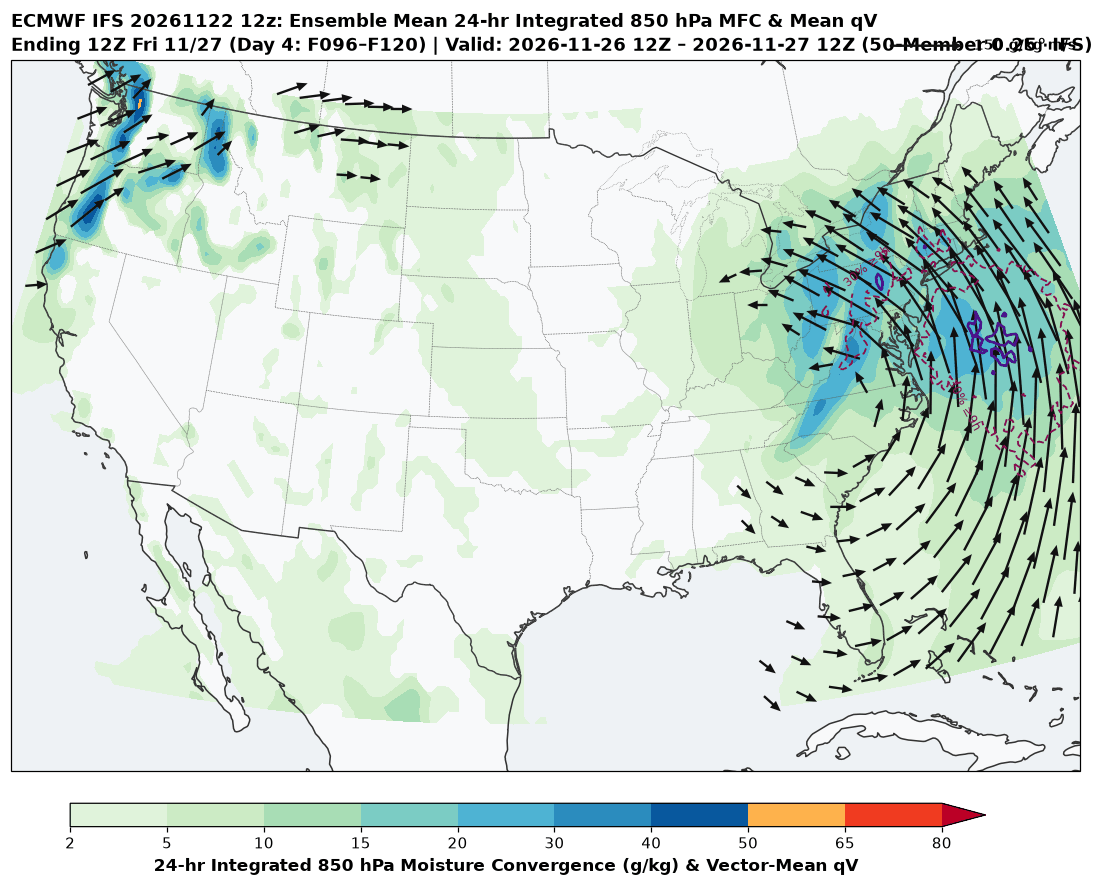 ECMWF IFS 20261122 12z: Ensemble Mean 24-hr Integrated 850 hPa MFC & Mean qV
Ending 12Z Fri 11/27 (Day 4: F096–F120) | Valid: 2026-11-26 12Z – 2026-11-27 12Z (50-Member 0.25° IFS)
2 5 10 15 20 30 40 50 65 80
24-hr Integrated 850 hPa Moisture Convergence (g/kg) & Vector-Mean qV